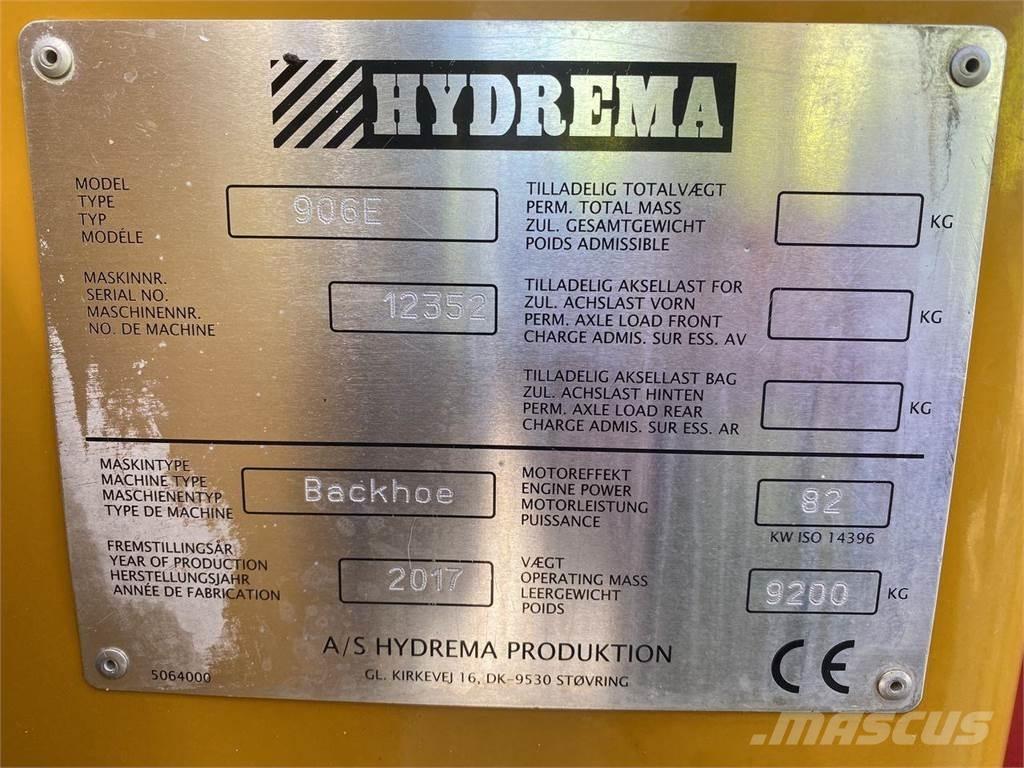 HYDREMA
MODEL
TYPE
TYP
MODÉLE
906E
MASKINNR.
SERIAL NO.
MASCHINENNR.
NO. DE MACHINE
12352
TILLADELIG TOTALVÆGT
PERM. TOTAL MASS
ZUL. GESAMTGEWICHT
POIDS ADMISSIBLE
KG
TILLADELIG AKSELLAST FOR
ZUL. ACHSLAST VORN
PERM. AXLE LOAD FRONT
CHARGE ADMIS. SUR ESS. AV
KG
TILLADELIG AKSELLAST BAG
ZUL. ACHSLAST HINTEN
PERM. AXLE LOAD REAR
CHARGE ADMIS. SUR ESS. AR
KG
MASKINTYPE
MACHINE TYPE
MASCHIENENTYP
TYPE DE MACHINE
Backhoe
FREMSTILLINGSÅR
YEAR OF PRODUCTION
HERSTELLUNGSJAHR
ANNÉE DE FABRICATION
2017
MOTOREFFEKT
ENGINE POWER
MOTORLEISTUNG
PUISSANCE
82
KW ISO 14396
VÆGT
OPERATING MASS
LEERGEWICHT
POIDS
9200 KG
A/S HYDREMA PRODUKTION
GL. KIRKEVEJ 16, DK-9530 STØVRING
5064000
CE
MASCUS